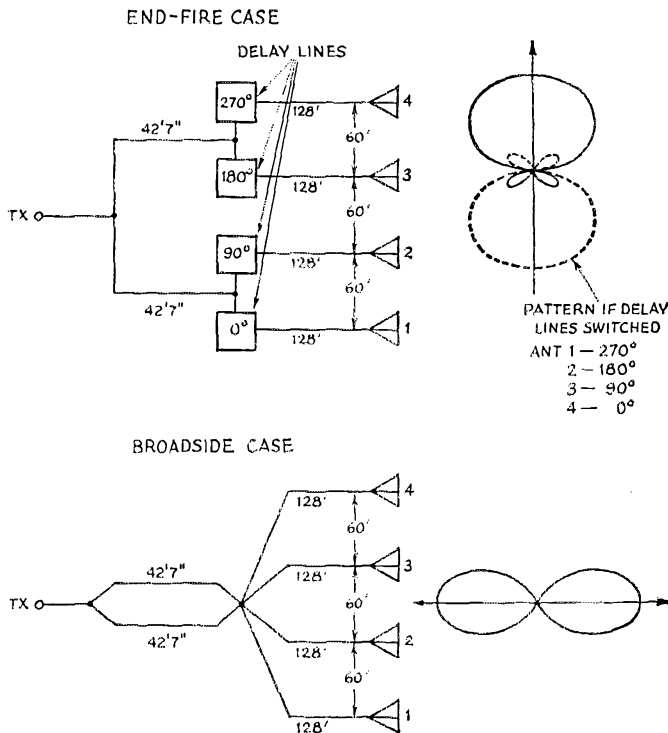 END-FIRE CASE
DELAY LINES
270°
128'
4
42'7"
60'
180°
128'
3
TX
60'
90°
128'
2
60'
42'7"
0°
128'
1
PATTERN IF DELAY
LINES SWITCHED
ANT 1 — 270°
2 — 180°
3 — 90°
4 — 0°
BROADSIDE CASE
4
128'
60'
42'7"
128'
3
TX
60'
42'7"
128'
2
60'
128'
1